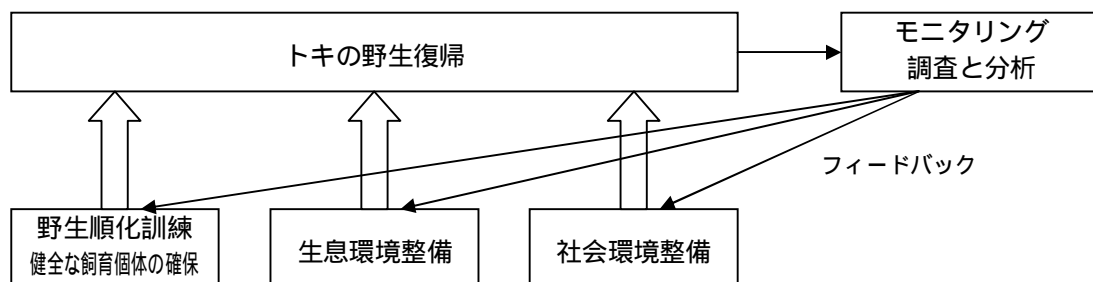 トキの野生復帰
モニタリング
調査と分析
フィードバック
野生順化訓練
健全な飼育個体の確保
生息環境整備
社会環境整備